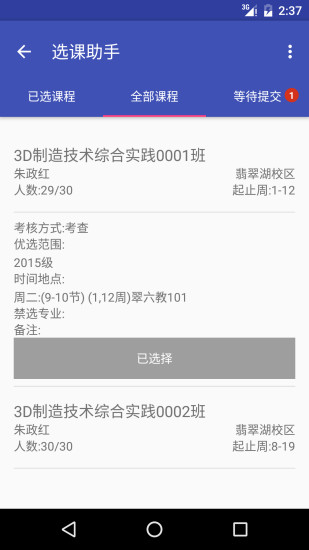 3G 2:37
选课助手
已选课程 全部课程 等待提交 1
3D制造技术综合实践0001班
朱政红 翡翠湖校区
人数:29/30 起止周:1-12
考核方式:考查
优选范围:
2015级
时间地点:
周二:(9-10节) (1,12周)翠六教101
禁选专业:
备注:
已选择
3D制造技术综合实践0002班
朱政红 翡翠湖校区
人数:30/30 起止周:8-19